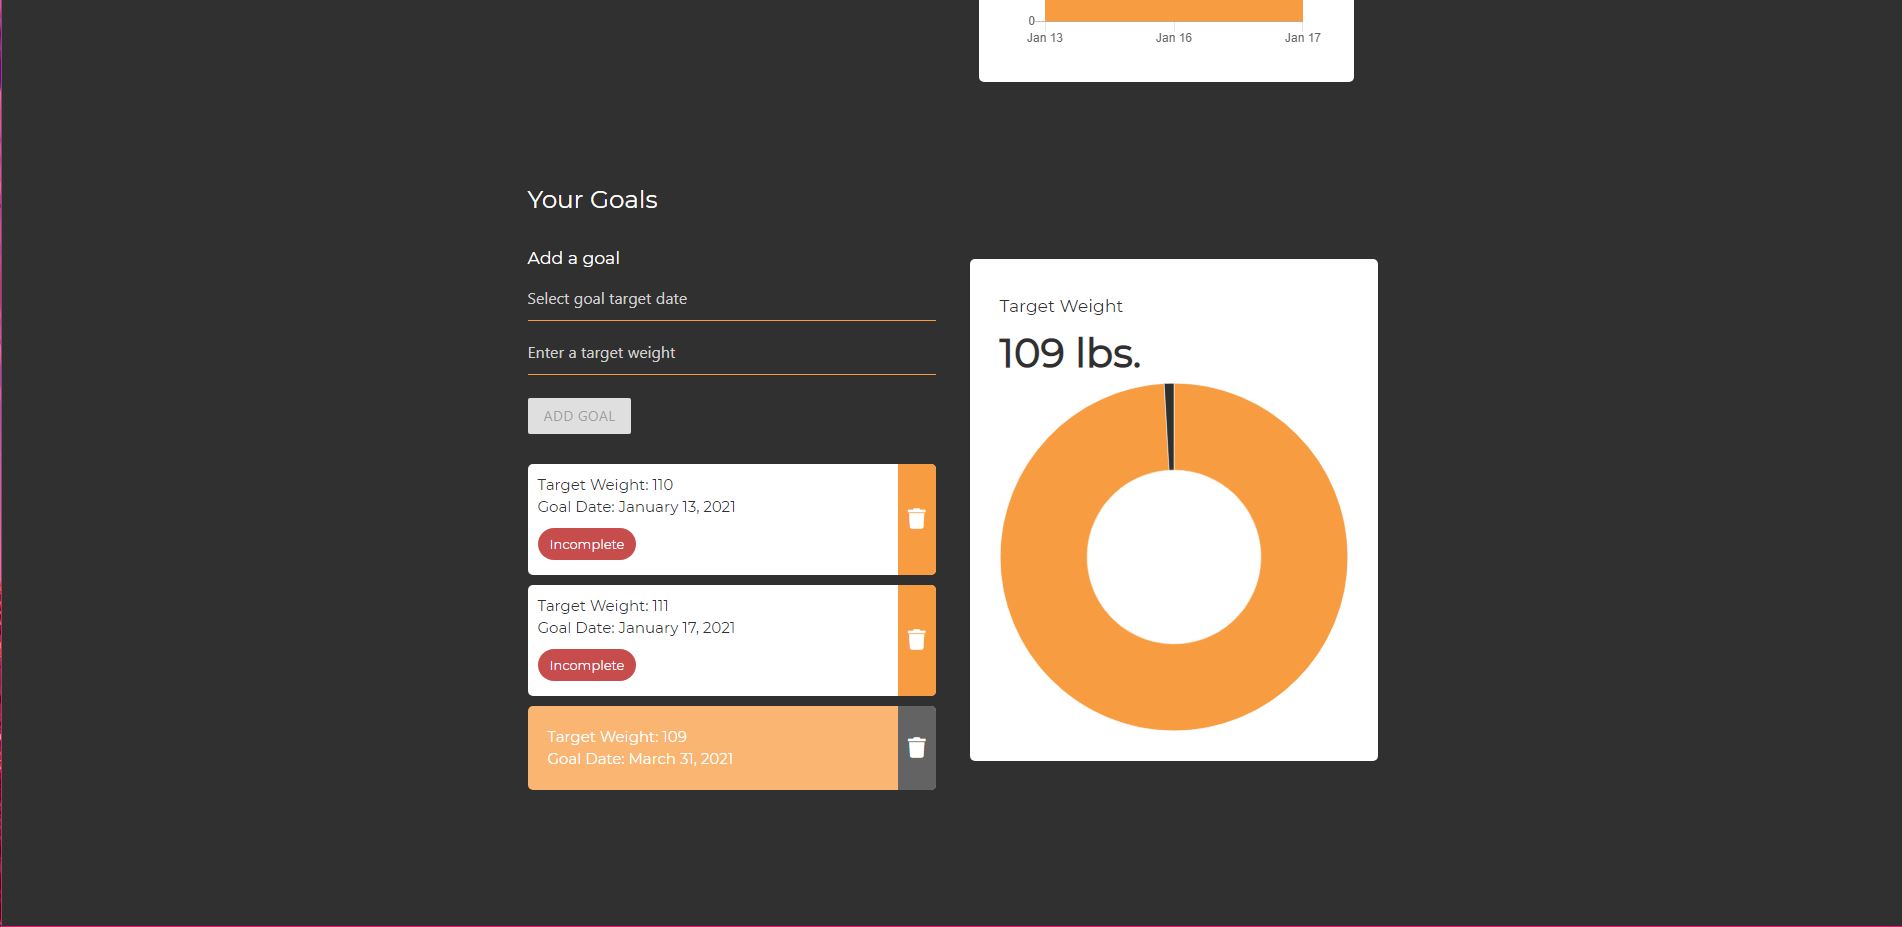 0
Jan 13
Jan 16
Jan 17
Your Goals
Add a goal
Select goal target date
Enter a target weight
ADD GOAL
Target Weight: 110
Goal Date: January 13, 2021
Incomplete
Target Weight: 111
Goal Date: January 17, 2021
Incomplete
Target Weight: 109
Goal Date: March 31, 2021
Target Weight
109 lbs.